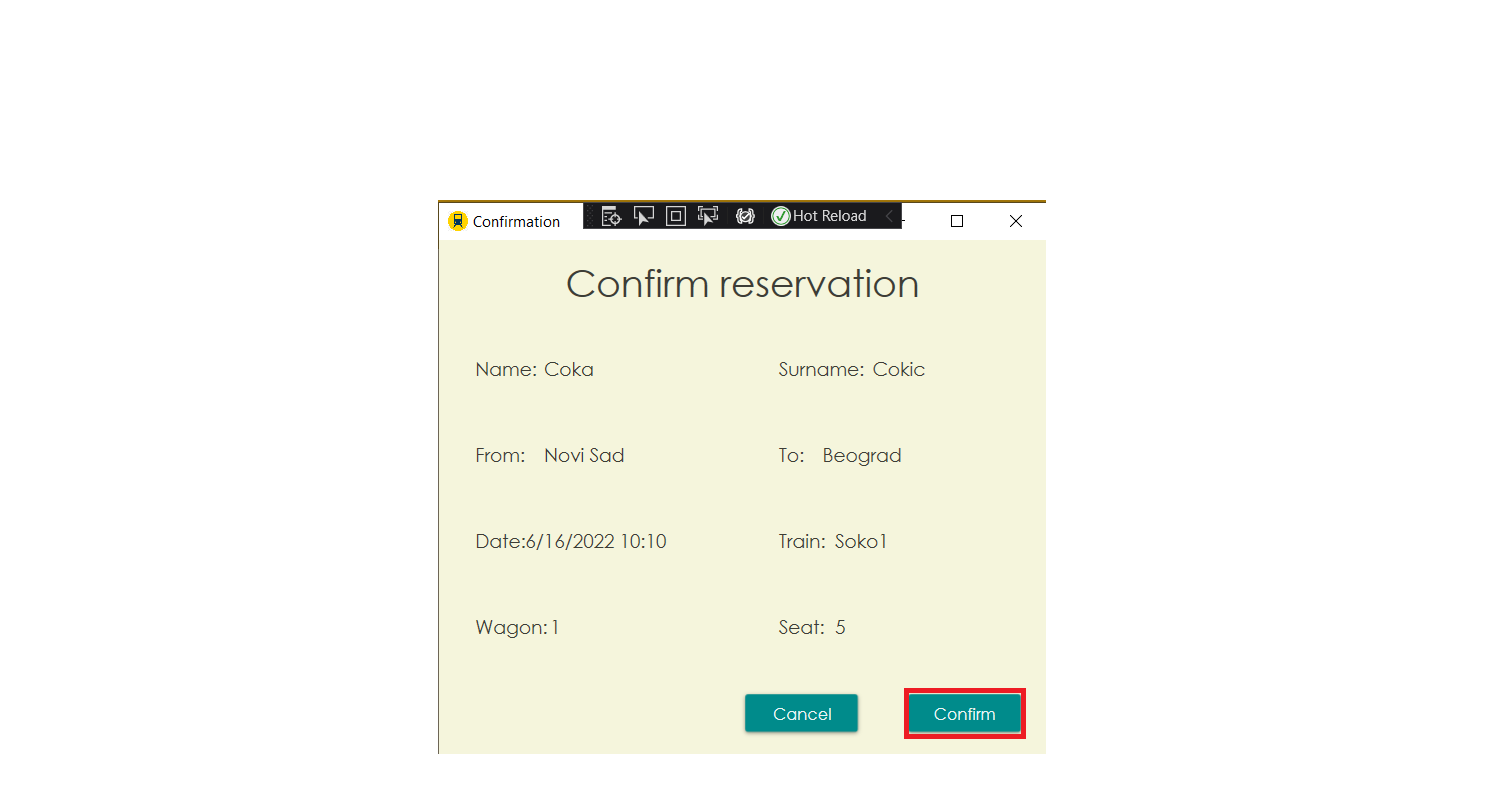 Confirmation
Hot Reload
Confirm reservation
Name: Coka
Surname: Cokic
From: Novi Sad
To: Beograd
Date:6/16/2022 10:10
Train: Soko1
Wagon: 1
Seat: 5
Cancel
Confirm